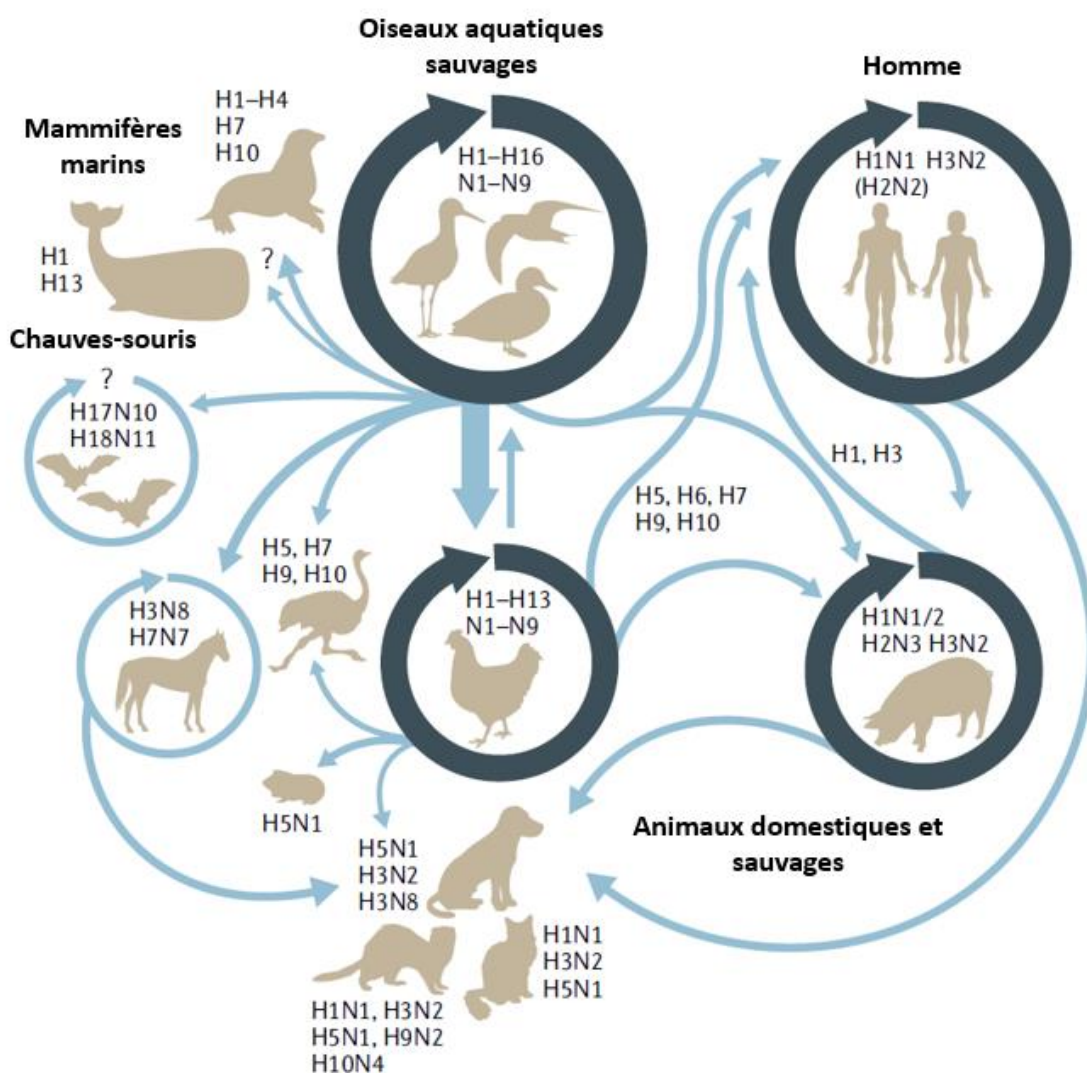 Oiseaux aquatiques
sauvages
Homme
Mammifères
marins
H1–H4
H7
H10
H1–H16
N1–N9
H1N1 H3N2
(H2N2)
H1
H13
?
Chauves-souris
?
H17N10
H18N11
H1, H3
H5, H6, H7
H9, H10
H5, H7
H9, H10
H3N8
H7N7
H1–H13
N1–N9
H1N1/2
H2N3 H3N2
H5N1
Animaux domestiques et
sauvages
H5N1
H3N2
H3N8
H1N1
H3N2
H5N1
H1N1, H3N2
H5N1, H9N2
H10N4